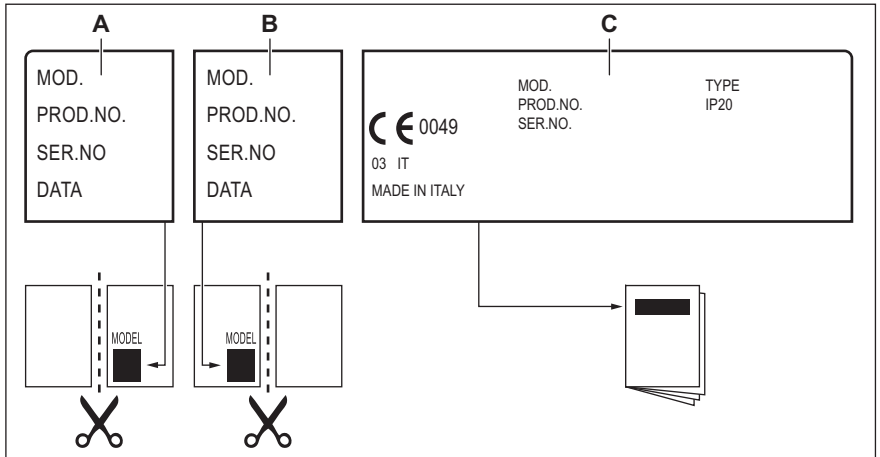 A
B
C
MOD.
PROD.NO.
SER.NO
DATA
MOD.
PROD.NO.
SER.NO
DATA
MOD.
PROD.NO.
SER.NO.
TYPE
IP20
CE 0049
03 IT
MADE IN ITALY
MODEL
MODEL